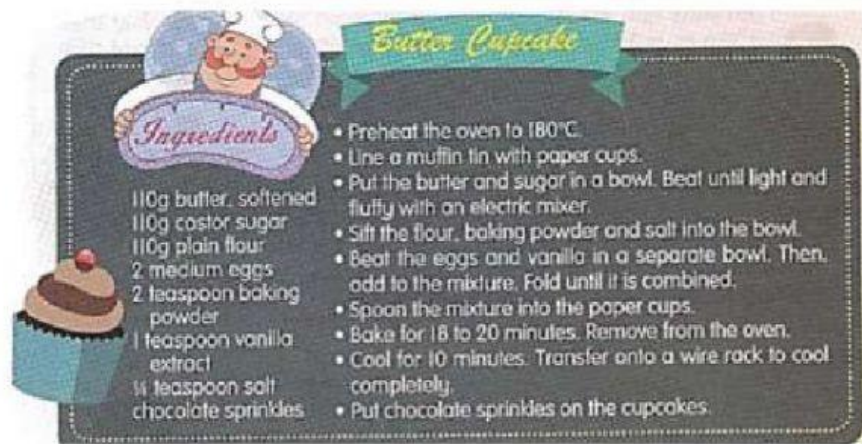 Butter Cupcake
Ingredients
110g butter, softened
110g castor sugar
110g plain flour
2 medium eggs
2 teaspoon baking
powder
1 teaspoon vanilla
extract
¼ teaspoon salt
chocolate sprinkles
• Preheat the oven to 180°C.
• Line a muffin tin with paper cups.
• Put the butter and sugar in a bowl. Beat until light and
fluffy with an electric mixer.
• Sift the flour, baking powder and salt into the bowl.
• Beat the eggs and vanilla in a separate bowl. Then,
add to the mixture. Fold until it is combined.
• Spoon the mixture into the paper cups.
• Bake for 18 to 20 minutes. Remove from the oven.
• Cool for 10 minutes. Transfer onto a wire rack to cool
completely.
• Put chocolate sprinkles on the cupcakes.